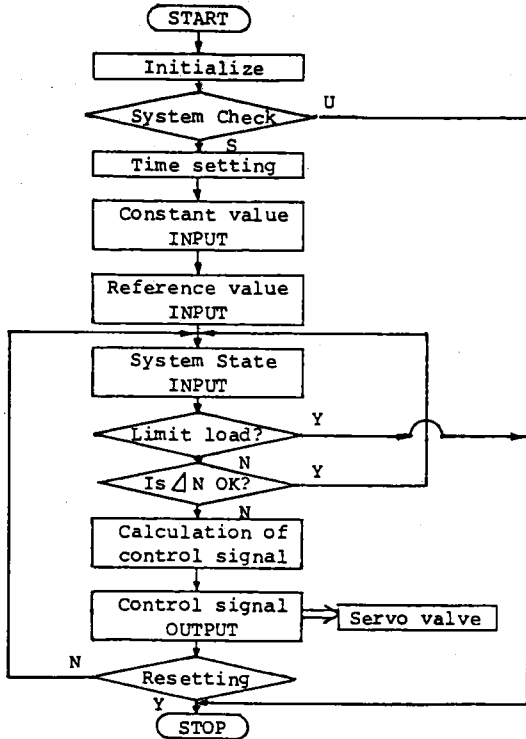 START
Initialize
U
System Check
S
Time setting
Constant value
INPUT
Reference value
INPUT
System State
INPUT
Y
Limit load?
N
Y
Is ⊿N OK?
N
Calculation of
control signal
Control signal
OUTPUT
Servo valve
N
Resetting
Y
STOP